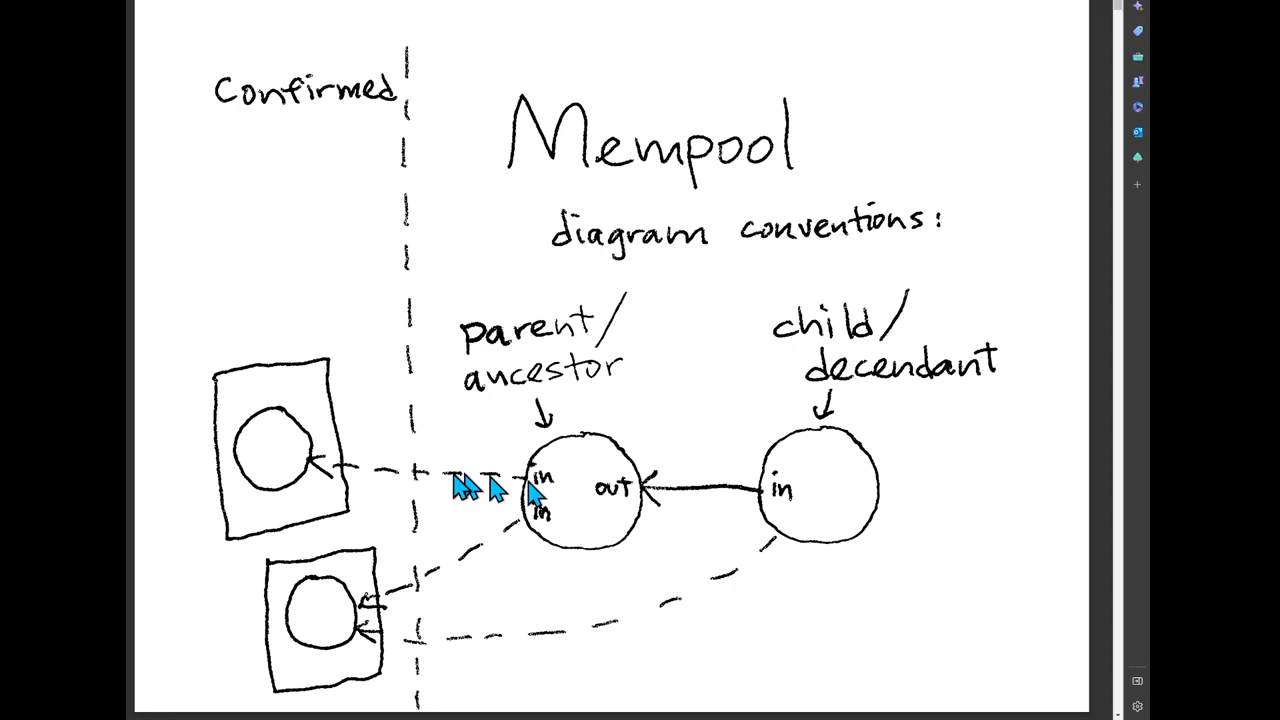 Confirmed
Mempool
diagram conventions:
parent/
ancestor
child/
decendant
in
in
out
in